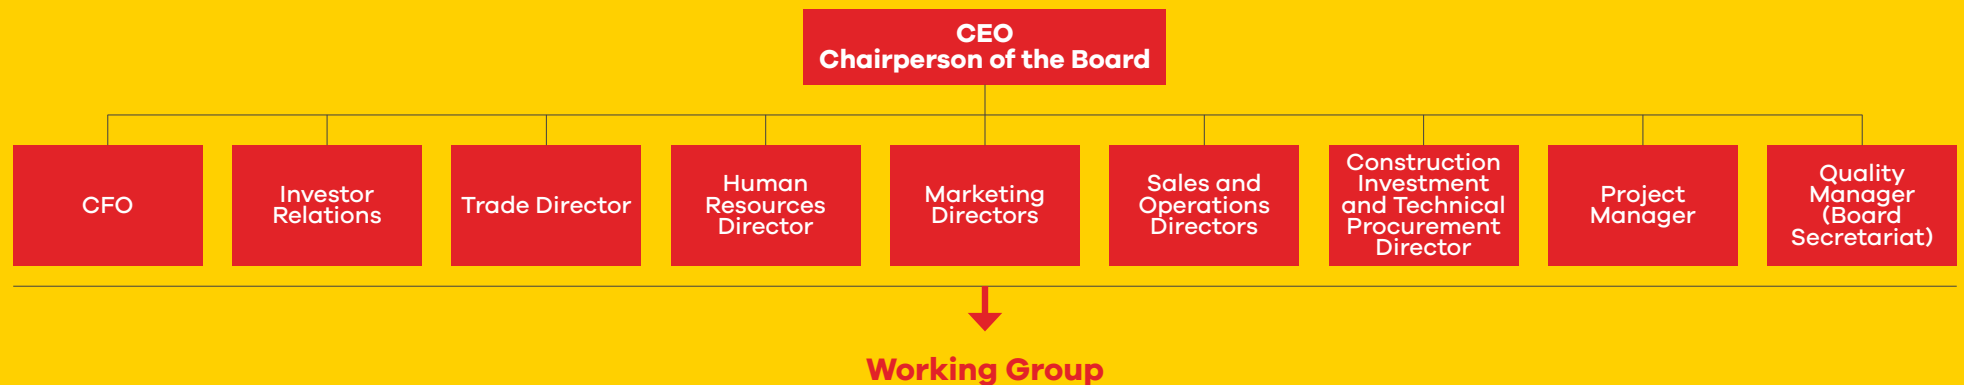 CEO
Chairperson of the Board
CFO
Investor
Relations
Trade Director
Human
Resources
Director
Marketing
Directors
Sales and
Operations
Directors
Construction
Investment
and Technical
Procurement
Director
Project
Manager
Quality
Manager
(Board
Secretariat)
Working Group